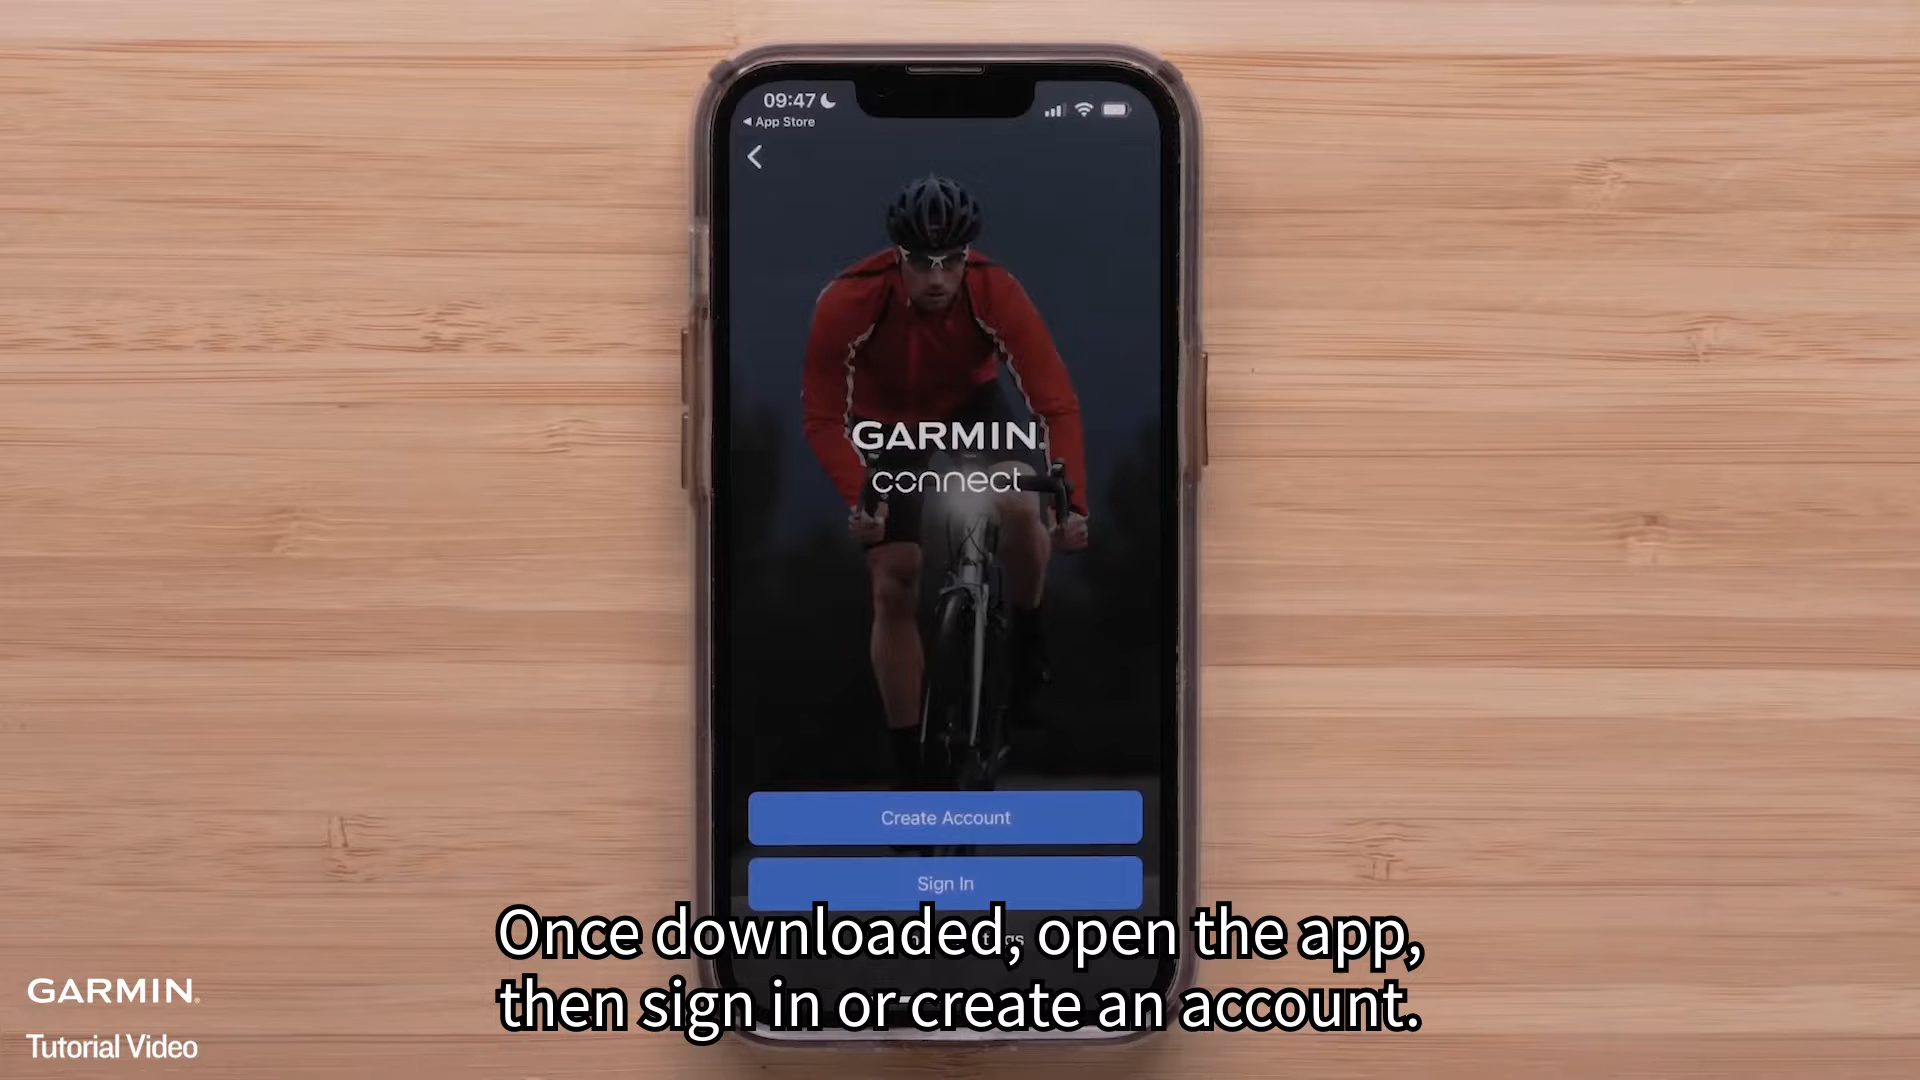 09:47
App Store
GARMIN
connect
Create Account
Sign In
Once downloaded, open the app,
then sign in or create an account.
GARMIN
Tutorial Video